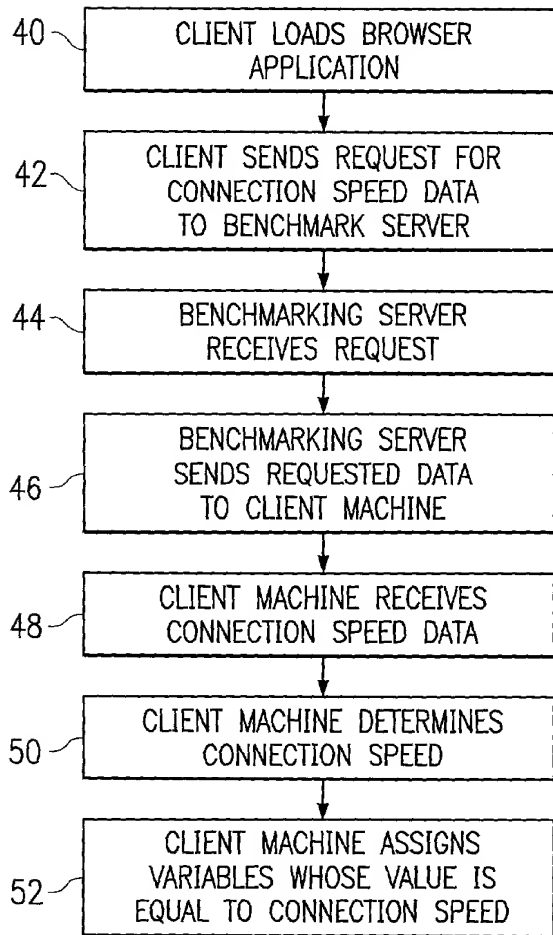 40
CLIENT LOADS BROWSER
APPLICATION
42
CLIENT SENDS REQUEST FOR
CONNECTION SPEED DATA
TO BENCHMARK SERVER
44
BENCHMARKING SERVER
RECEIVES REQUEST
46
BENCHMARKING SERVER
SENDS REQUESTED DATA
TO CLIENT MACHINE
48
CLIENT MACHINE RECEIVES
CONNECTION SPEED DATA
50
CLIENT MACHINE DETERMINES
CONNECTION SPEED
52
CLIENT MACHINE ASSIGNS
VARIABLES WHOSE VALUE IS
EQUAL TO CONNECTION SPEED